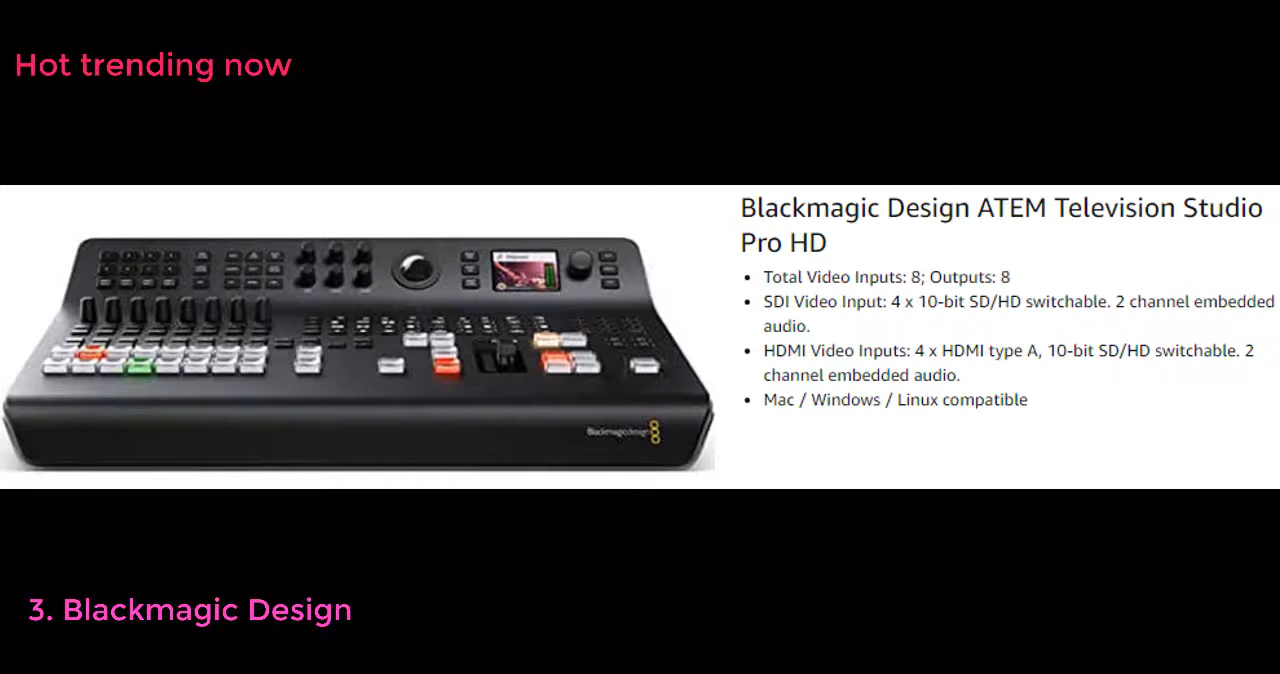 Hot trending now
Blackmagic Design ATEM Television Studio
Pro HD
• Total Video Inputs: 8; Outputs: 8
• SDI Video Input: 4 x 10-bit SD/HD switchable. 2 channel embedded
audio.
• HDMI Video Inputs: 4 x HDMI type A, 10-bit SD/HD switchable. 2
channel embedded audio.
• Mac / Windows / Linux compatible
Blackmagicdesign
3. Blackmagic Design